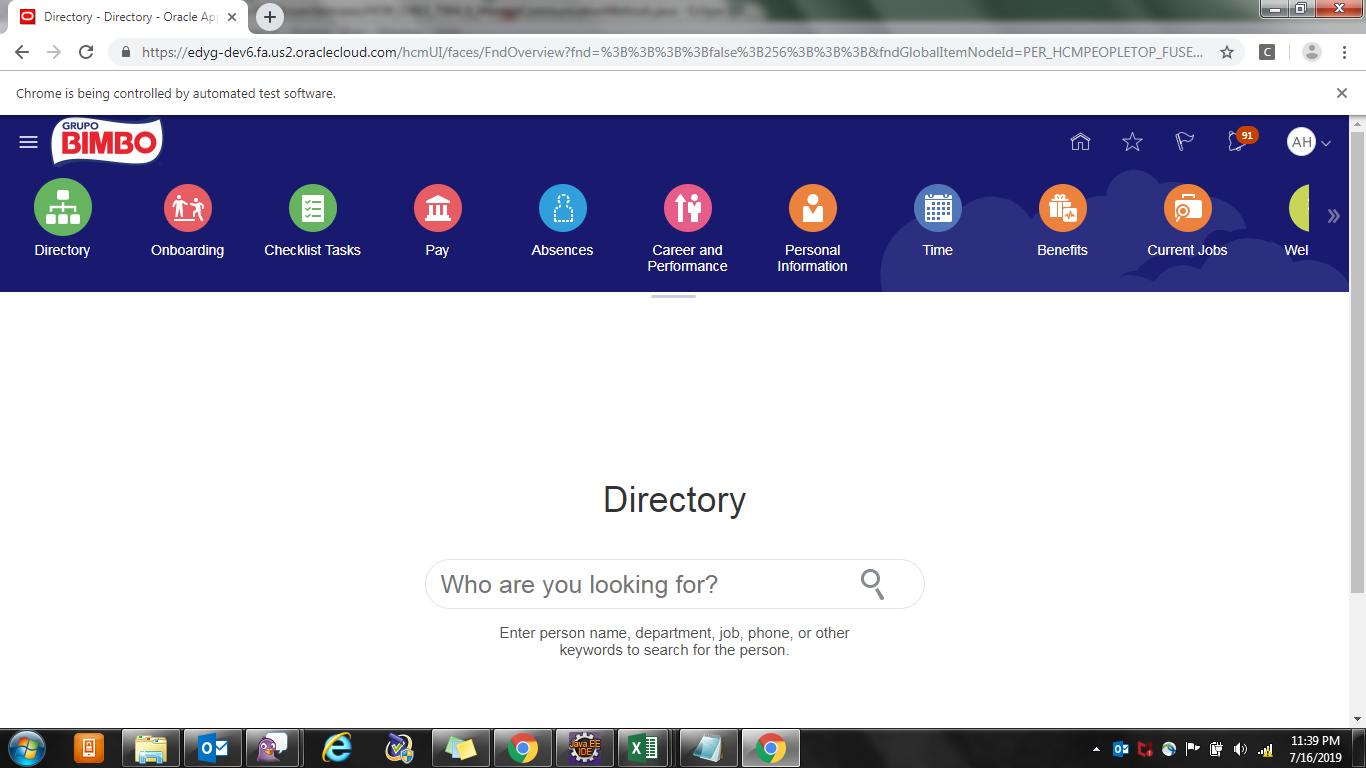 Directory - Directory - Oracle Ap
https://edyg-dev6.fa.us2.oraclecloud.com/hcmUI/faces/FndOverview?fnd=%3B%3B%3B%3Bfalse%3B256%3B%3B%3B&fndGlobalItemNodeId=PER_HCMPEOPLETOP_FUSE...
C
Chrome is being controlled by automated test software.
GRUPO
BIMBO
91
AH
Directory
Onboarding
Checklist Tasks
Pay
Absences
Career and
Performance
Personal
Information
Time
Benefits
Current Jobs
Wel
Directory
Who are you looking for?
Enter person name, department, job, phone, or other
keywords to search for the person.
Java EE
IDE
11:39 PM
7/16/2019